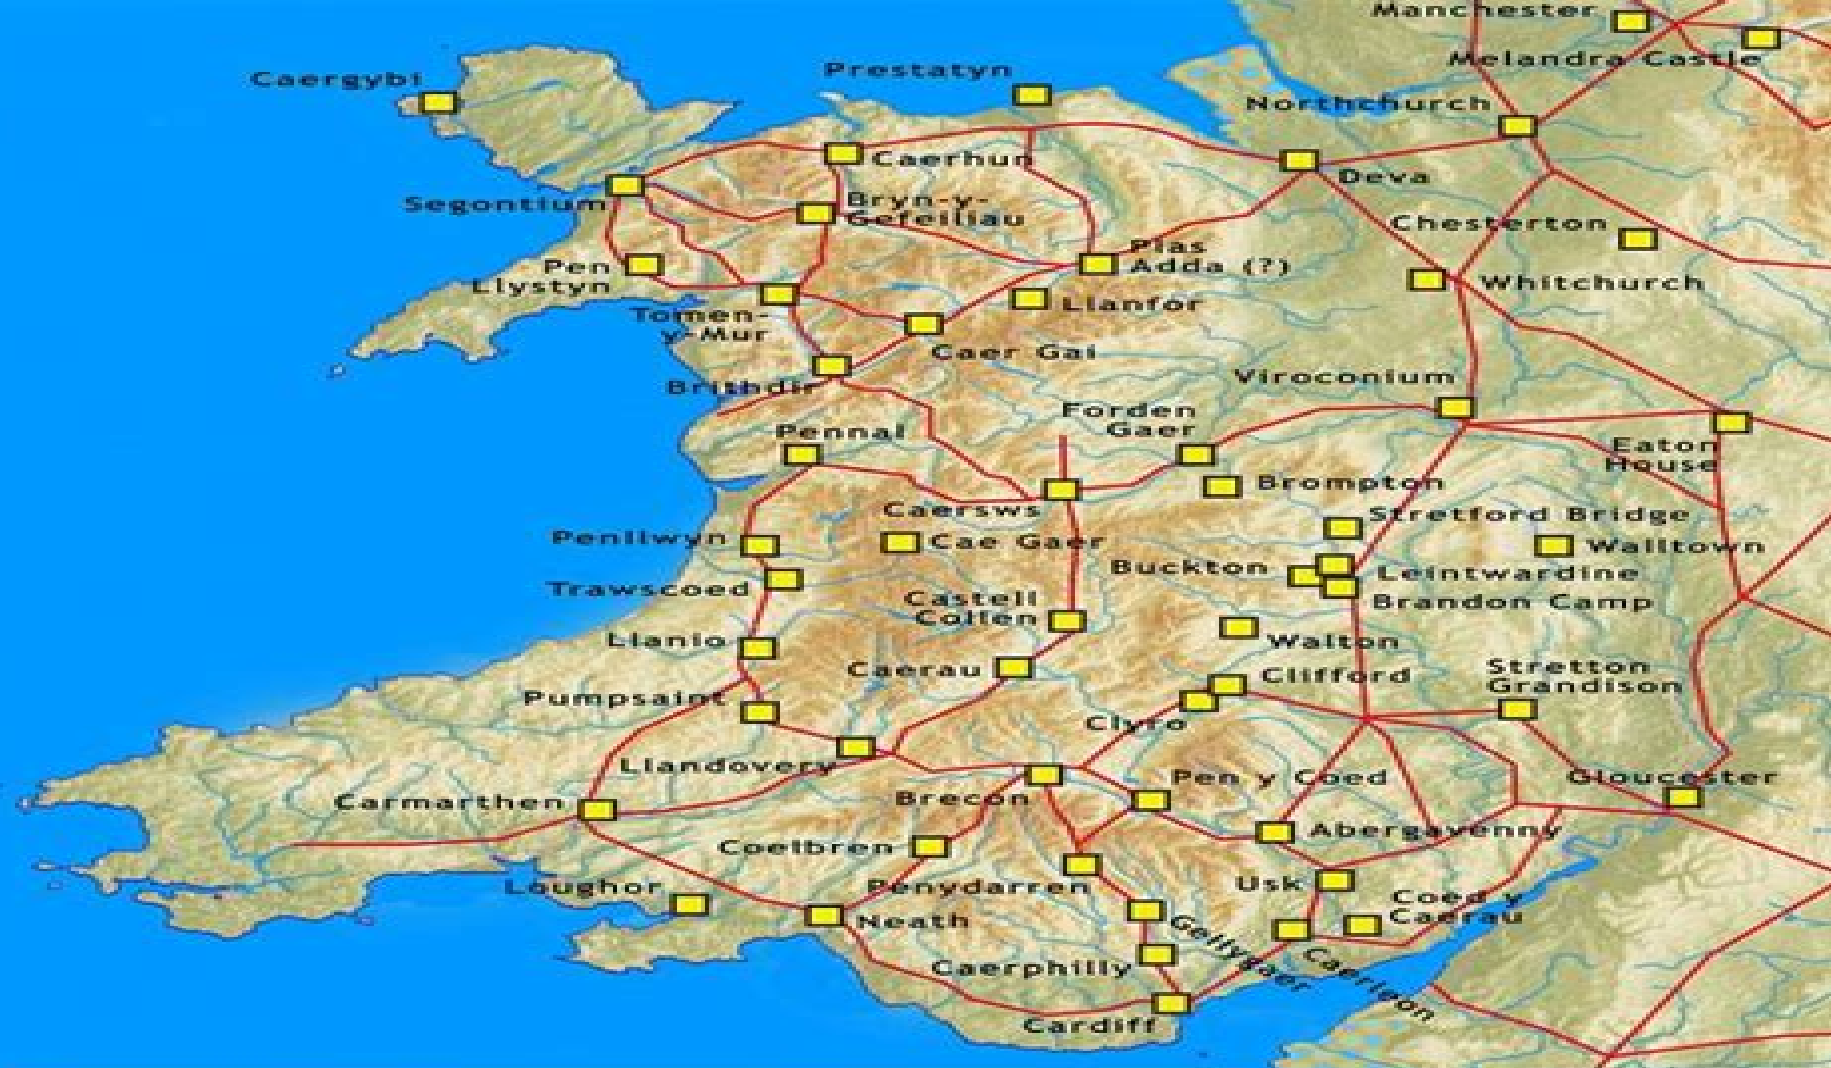 Manchester
Melandra Castle
Caergybi
Prestatyn
Northchurch
Caerhun
Deva
Segontium
Bryn-y-
Gefeiliau
Chesterton
Pen
Llystyn
Plas
Adda (?)
Whitchurch
Llanfor
Tomen-
y-Mur
Caer Gai
Brithdir
Viroconium
Forden
Gaer
Pennal
Eaton
House
Brompton
Caersws
Stretford Bridge
Penllwyn
Cae Gaer
Walltown
Buckton
Leintwardine
Trawscoed
Castell
Collen
Brandon Camp
Llanio
Walton
Caerau
Clifford
Stretton
Grandison
Pumpsaint
Clyro
Llandovery
Pen y Coed
Gloucester
Carmarthen
Brecon
Abergavenny
Coelbren
Loughor
Penydarren
Usk
Coed y
Caerau
Neath
Gellygaer
Caerphilly
Caerleon
Cardiff